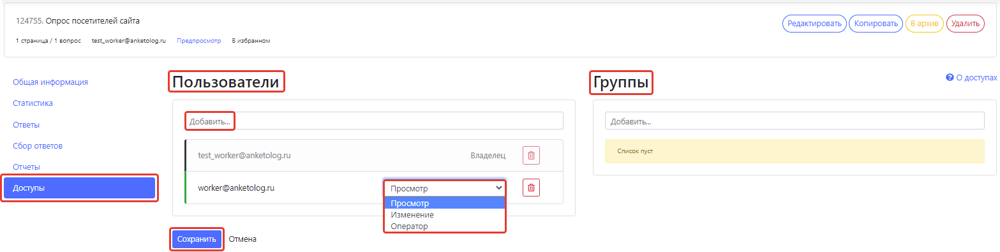 124755. Опрос посетителей сайта
Редактировать Копировать В архив Удалить
1 страница / 1 вопрос test_worker@anketolog.ru Предпросмотр В избранном
Общая информация
Статистика
Ответы
Сбор ответов
Отчеты
Доступы
Пользователи
Добавить...
test_worker@anketolog.ru Владелец
worker@anketolog.ru Просмотр
Просмотр
Изменение
Оператор
Сохранить Отмена
Группы
О доступах
Добавить...
Список пуст